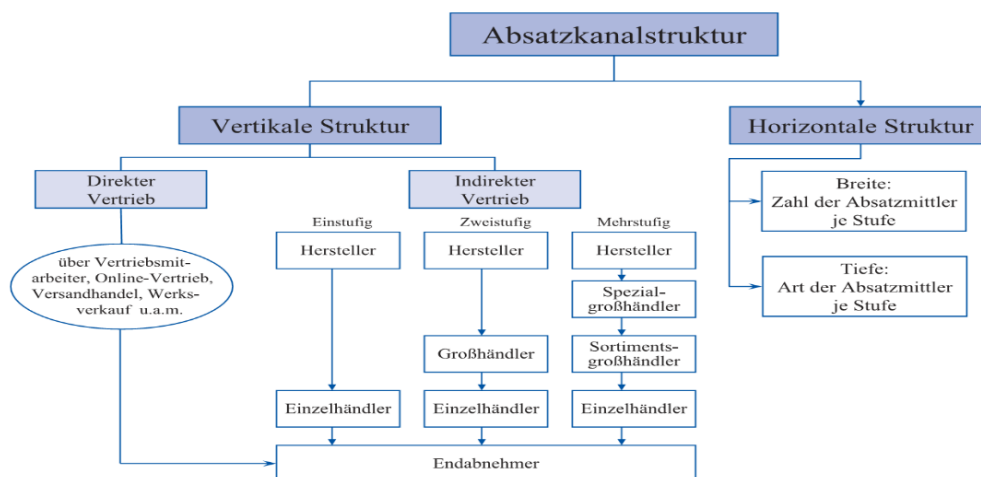 Absatzkanalstruktur
Vertikale Struktur
Horizontale Struktur
Direkter
Vertrieb
Indirekter
Vertrieb
Breite:
Zahl der Absatzmittler
je Stufe
Einstufig
Zweistufig
Mehrstufig
Hersteller
Hersteller
Hersteller
über Vertriebsmit-
arbeiter, Online-Vertrieb,
Versandhandel, Werks-
verkauf u.a.m.
Tiefe:
Art der Absatzmittler
je Stufe
Spezial-
großhändler
Großhändler
Sortiments-
großhändler
Einzelhändler
Einzelhändler
Einzelhändler
Endabnehmer